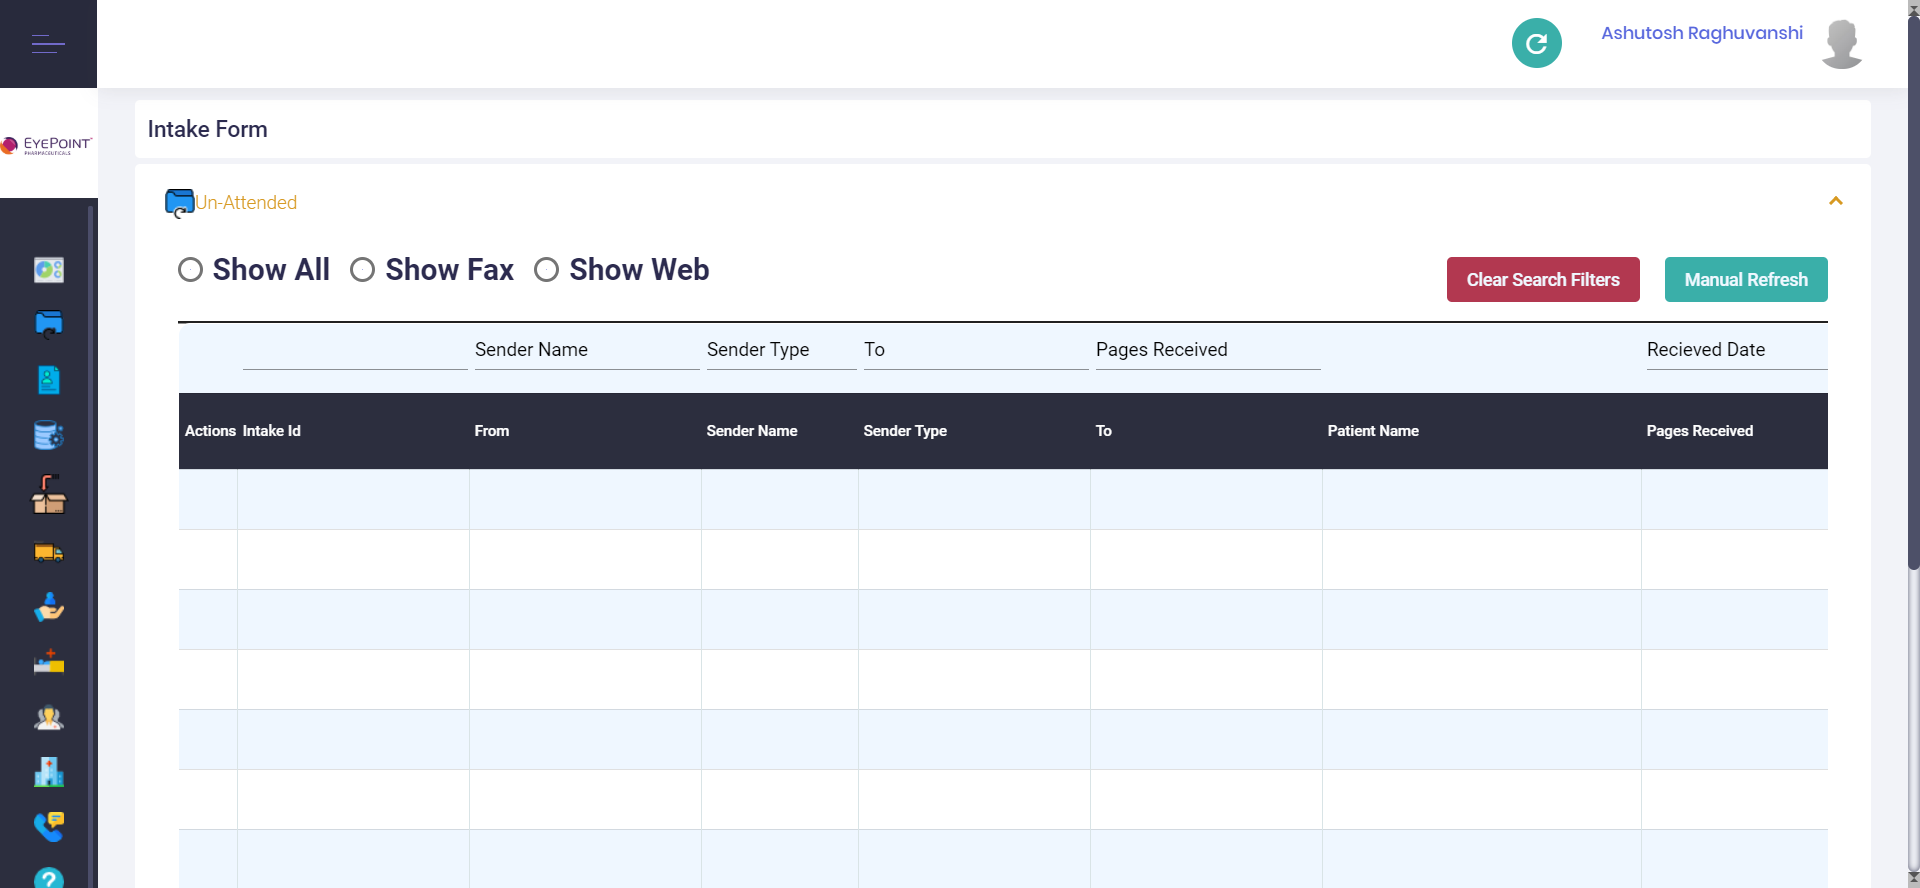 Ashutosh Raghuvanshi
EYEPOINT
PHARMACEUTICALS
Intake Form
Un-Attended
Show All Show Fax Show Web
Clear Search Filters Manual Refresh
Sender Name Sender Type To Pages Received Recieved Date
Actions Intake Id From Sender Name Sender Type To Patient Name Pages Received
?